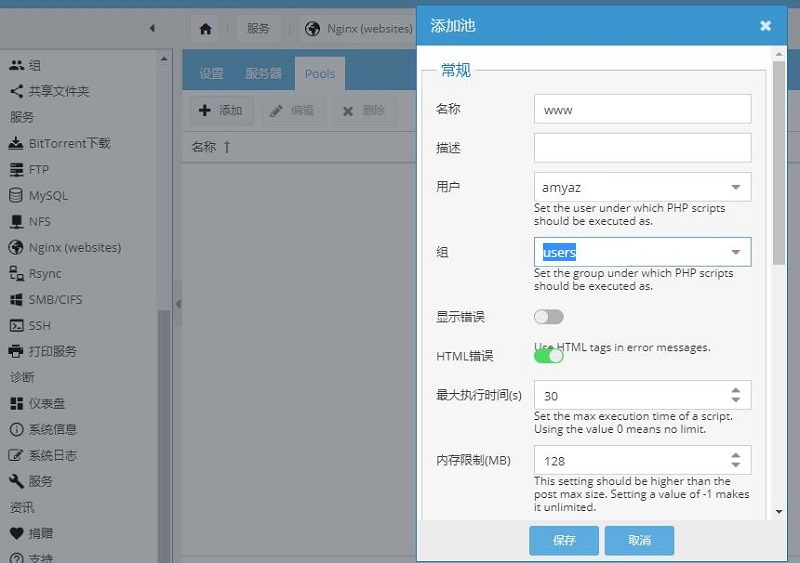 组
共享文件夹
服务
BitTorrent下载
FTP
MySQL
NFS
Nginx (websites)
Rsync
SMB/CIFS
SSH
打印服务
诊断
仪表盘
系统信息
系统日志
服务
资讯
捐赠
支持
服务
Nginx (websites)
设置
服务器
Pools
添加
编辑
删除
名称
添加池
常规
名称
www
描述
用户
amyaz
Set the user under which PHP scripts
should be executed as.
组
users
Set the group under which PHP scripts
should be executed as.
显示错误
Use HTML tags in error messages.
HTML错误
最大执行时间(s)
30
Set the max execution time of a script.
Using the value 0 means no limit.
内存限制(MB)
128
This setting should be higher than the
post max size. Setting a value of -1 makes
it unlimited.
保存
取消